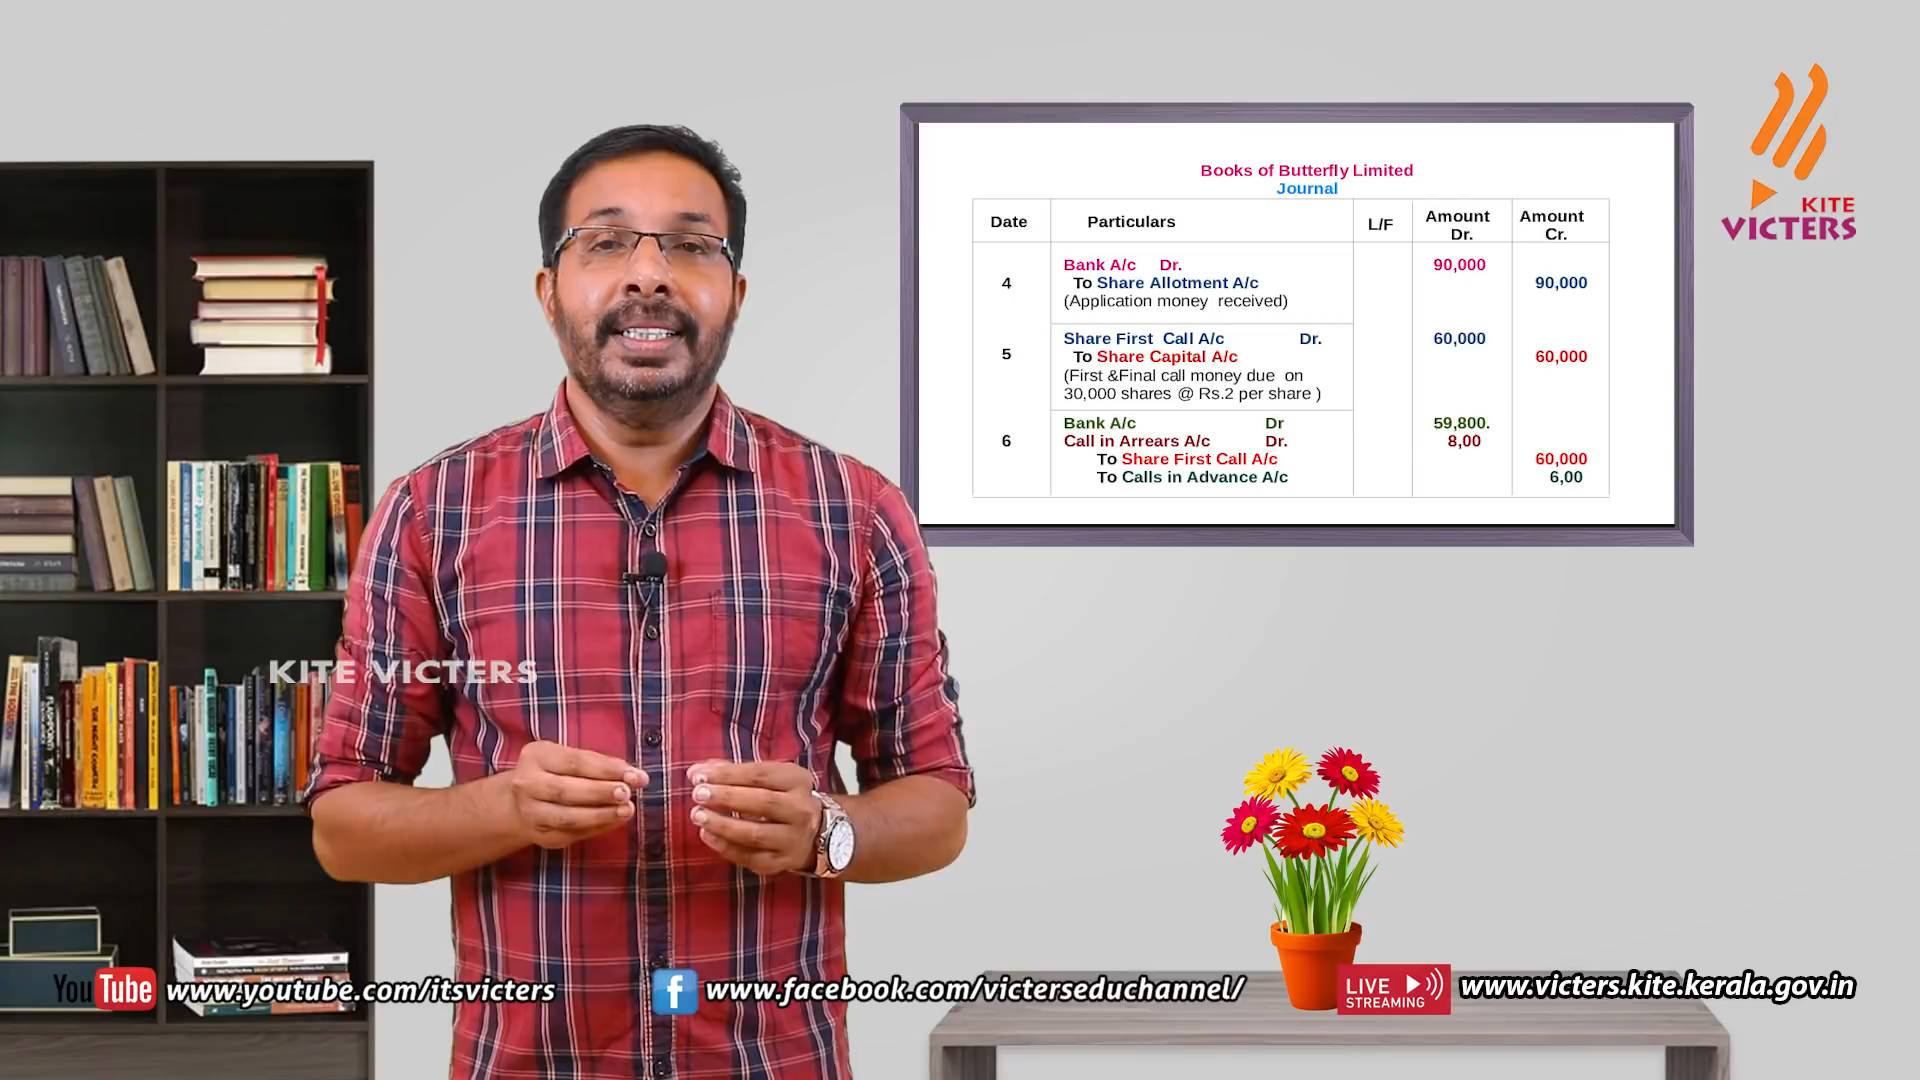 Books of Butterfly Limited
Journal
Date Particulars L/F Amount Dr. Amount Cr.
4 Bank A/c Dr. 90,000
To Share Allotment A/c 90,000
(Application money received)
5 Share First Call A/c Dr. 60,000
To Share Capital A/c 60,000
(First &Final call money due on
30,000 shares @ Rs.2 per share )
6 Bank A/c Dr 59,800.
Call in Arrears A/c Dr. 8,00
To Share First Call A/c 60,000
To Calls in Advance A/c 6,00
KITE
VICTERS
KITE VICTERS
YouTube www.youtube.com/itsvicters
f www.facebook.com/victerseduchannel/
LIVE STREAMING www.victers.kite.kerala.gov.in